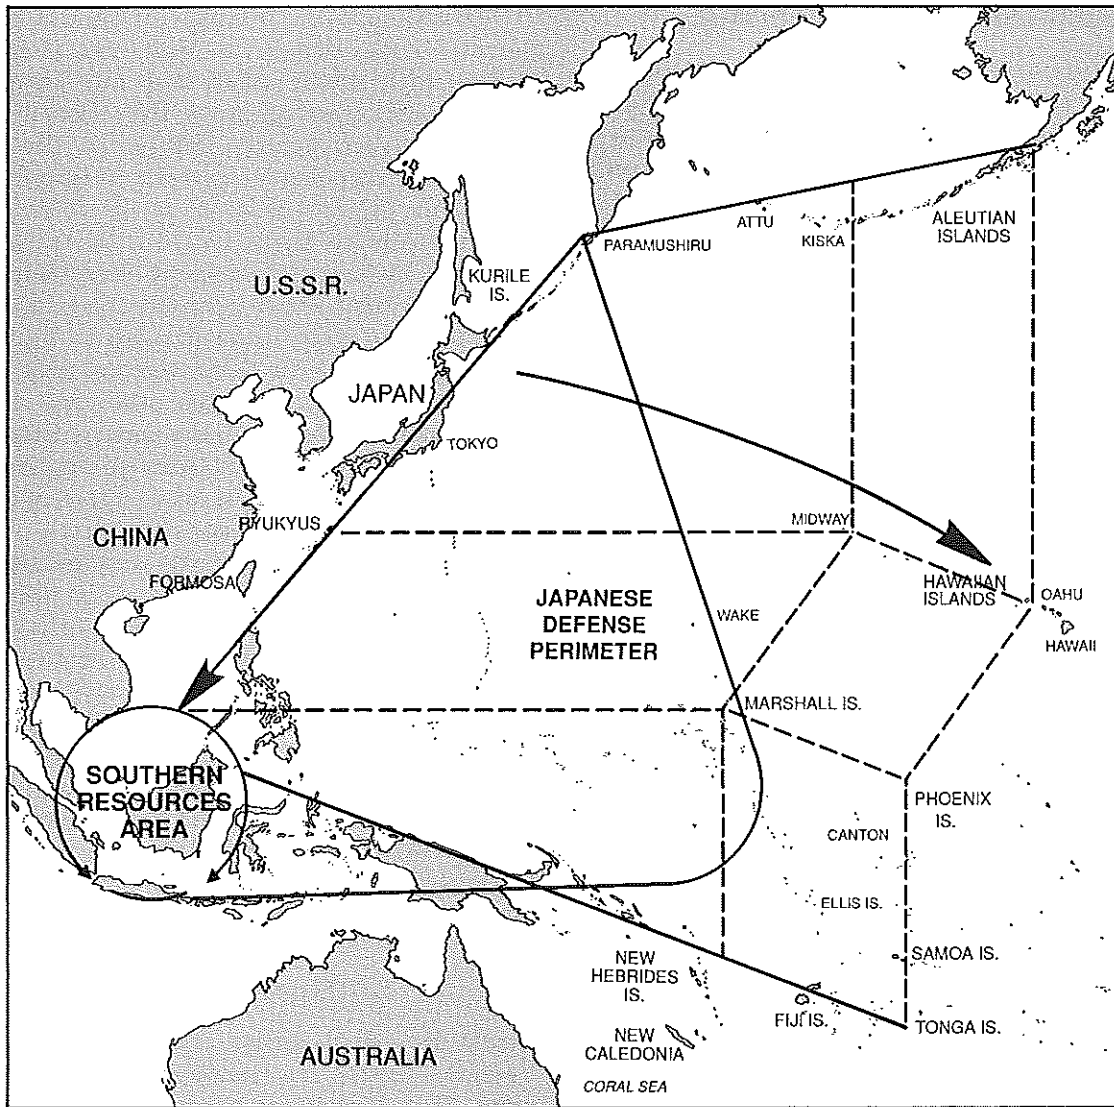 ATTU
KISKA
ALEUTIAN
ISLANDS
PARAMUSHIRU
KURILE
IS.
U.S.S.R.
JAPAN
TOKYO
RYUKYUS
MIDWAY
CHINA
FORMOSA
HAWAIIAN
ISLANDS
OAHU
HAWAII
JAPANESE
DEFENSE
PERIMETER
WAKE
MARSHALL IS.
SOUTHERN
RESOURCES
AREA
PHOENIX
IS.
CANTON
ELLIS IS.
SAMOA IS.
NEW
HEBRIDES
IS.
FIJI IS.
TONGA IS.
NEW
CALEDONIA
AUSTRALIA
CORAL SEA